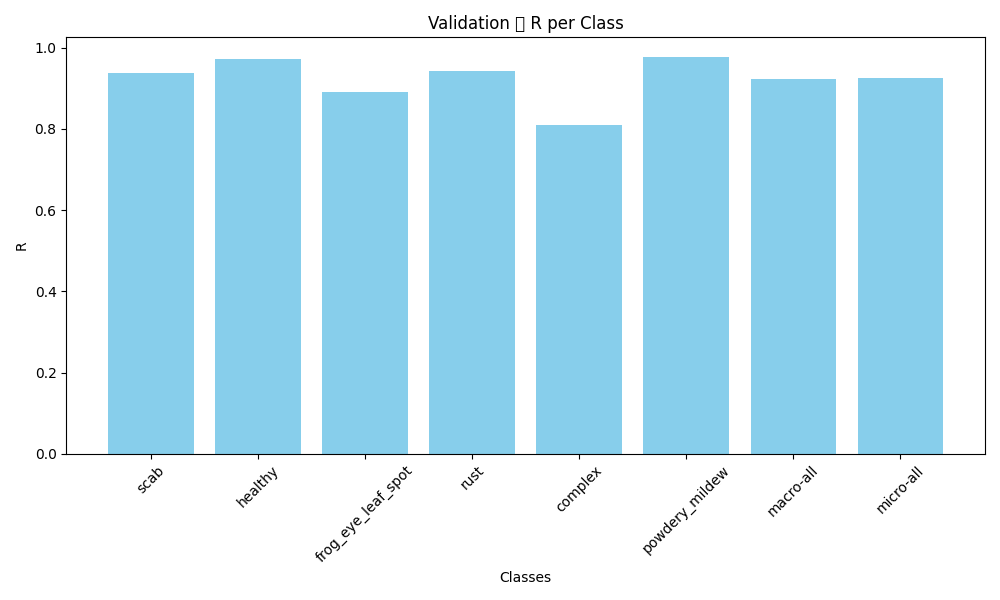 Validation R per Class
1.0
0.8
0.6
0.4
0.2
0.0
R
scab
healthy
frog_eye_leaf_spot
rust
complex
powdery_mildew
macro-all
micro-all
Classes